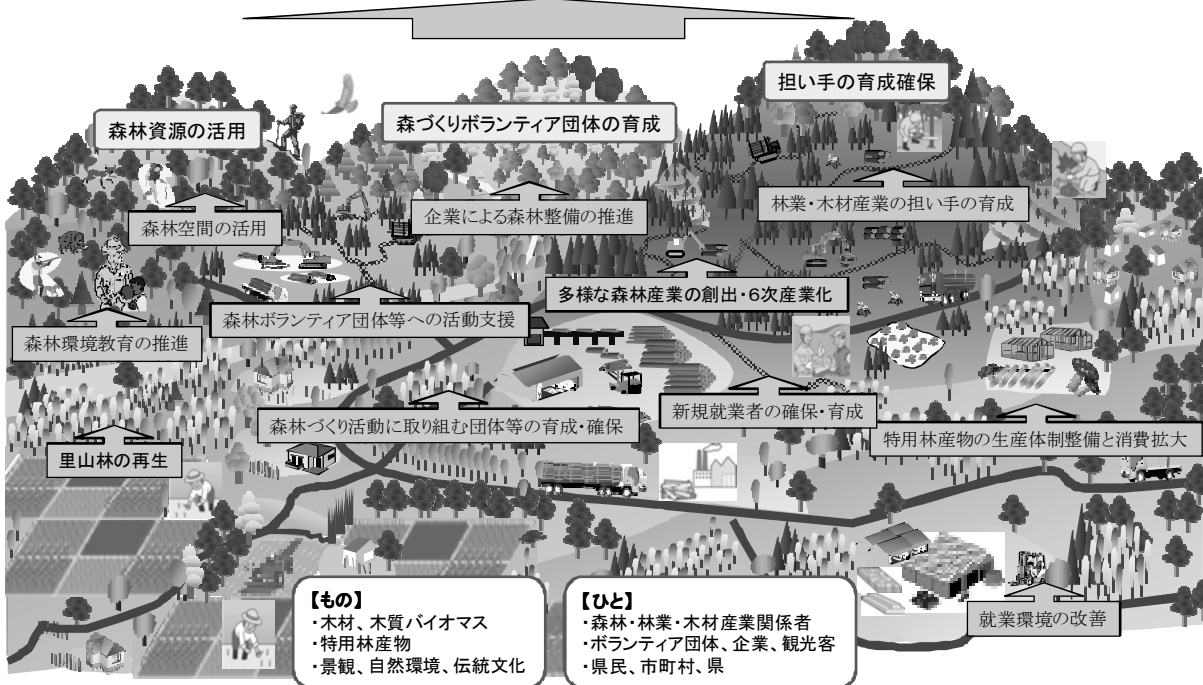 担い手の育成確保
森林資源の活用
森づくりボランティア団体の育成
林業・木材産業の担い手の育成
森林空間の活用
企業による森林整備の推進
多様な森林産業の創出・6次産業化
森林ボランティア団体等への活動支援
森林環境教育の推進
新規就業者の確保・育成
森林づくり活動に取り組む団体等の育成・確保
特用林産物の生産体制整備と消費拡大
里山林の再生
就業環境の改善
【もの】
・木材、木質バイオマス
・特用林産物
・景観、自然環境、伝統文化
【ひと】
・森林・林業・木材産業関係者
・ボランティア団体、企業、観光客
・県民、市町村、県